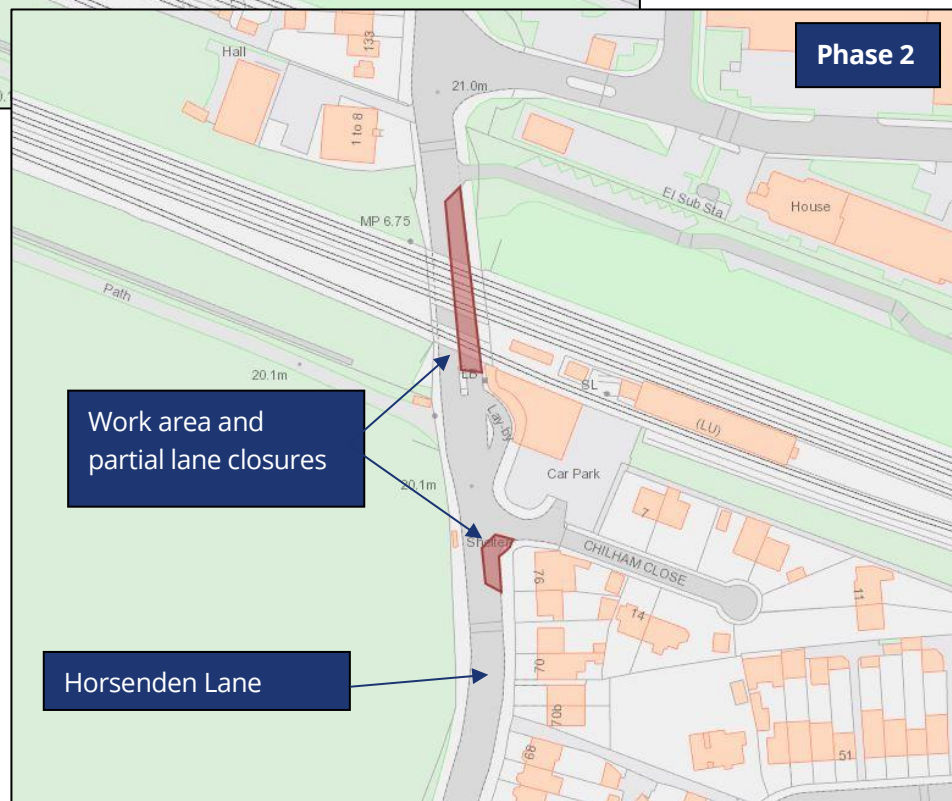 Phase 2
Hall
133
21.0m
1 to 8
El Sub Sta
House
MP 6.75
Path
20.1m
LB
SL
Lay-by
(LU)
Work area and
partial lane closures
Car Park
20.1m
7
Shelter
CHILHAM CLOSE
76
14
11
Horsenden Lane
70
70b
68
51